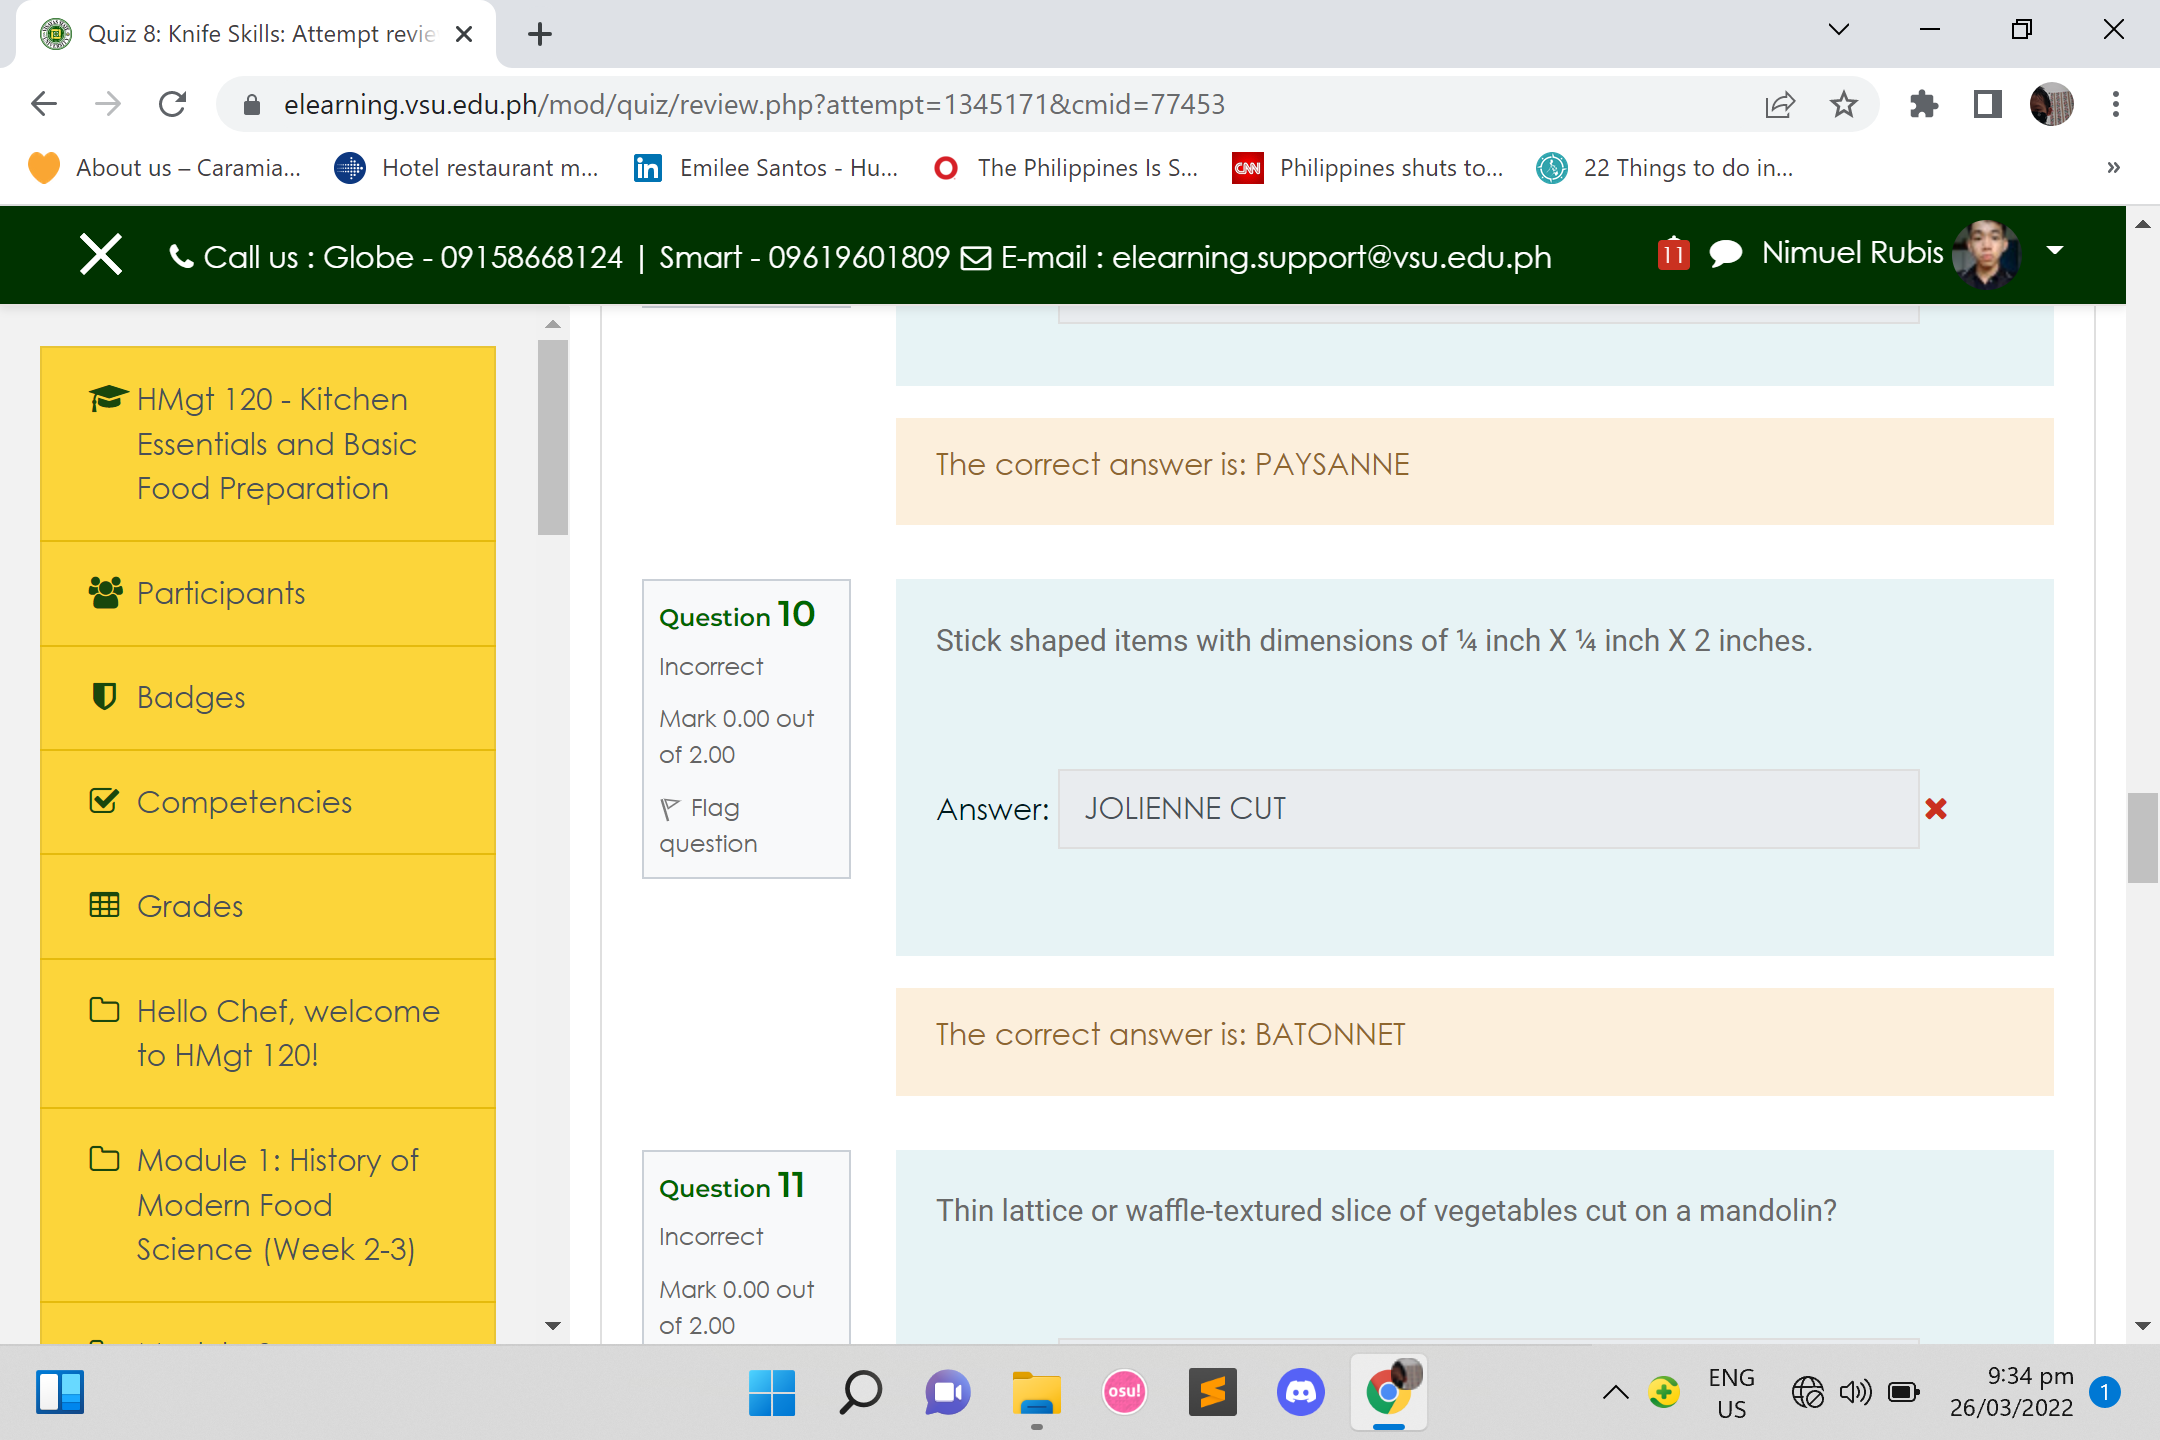 Quiz 8: Knife Skills: Attempt revie
elearning.vsu.edu.ph/mod/quiz/review.php?attempt=1345171&cmid=77453
About us – Caramia...
Hotel restaurant m...
in
Emilee Santos - Hu...
The Philippines Is S...
CNN
Philippines shuts to...
22 Things to do in...
»
Call us : Globe - 09158668124 | Smart - 09619601809 E-mail : elearning.support@vsu.edu.ph
11
Nimuel Rubis
HMgt 120 - Kitchen
Essentials and Basic
Food Preparation
Participants
Badges
Competencies
Grades
Hello Chef, welcome
to HMgt 120!
Module 1: History of
Modern Food
Science (Week 2-3)
The correct answer is: PAYSANNE
Question 10
Incorrect
Mark 0.00 out
of 2.00
Flag
question
Stick shaped items with dimensions of ¼ inch X ¼ inch X 2 inches.
Answer: JOLIENNE CUT
The correct answer is: BATONNET
Question 11
Incorrect
Mark 0.00 out
of 2.00
Thin lattice or waffle-textured slice of vegetables cut on a mandolin?
osu!
ENG
US
9:34 pm
26/03/2022
1